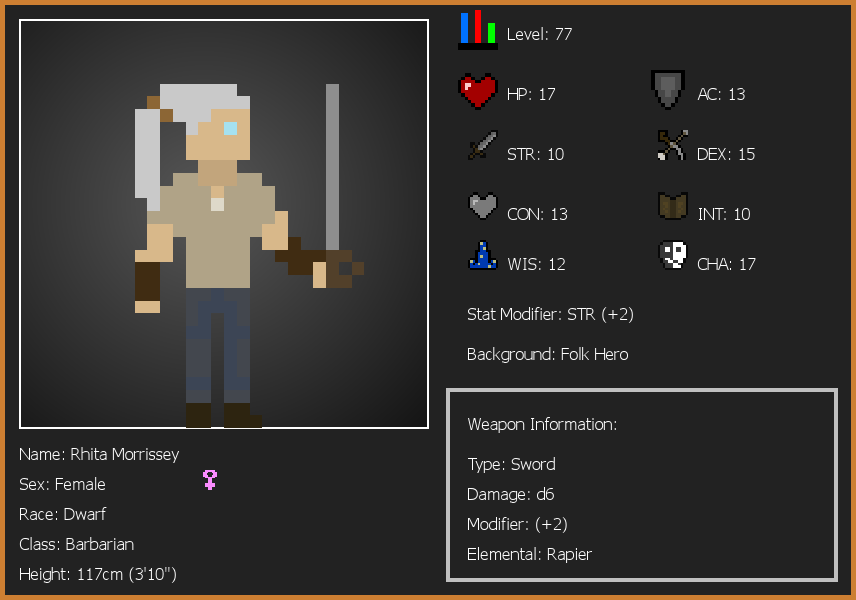 Level: 77
HP: 17
AC: 13
STR: 10
DEX: 15
CON: 13
INT: 10
WIS: 12
CHA: 17
Stat Modifier: STR (+2)
Background: Folk Hero
Weapon Information:
Type: Sword
Damage: d6
Modifier: (+2)
Elemental: Rapier
Name: Rhita Morrissey
Sex: Female
Race: Dwarf
Class: Barbarian
Height: 117cm (3'10")